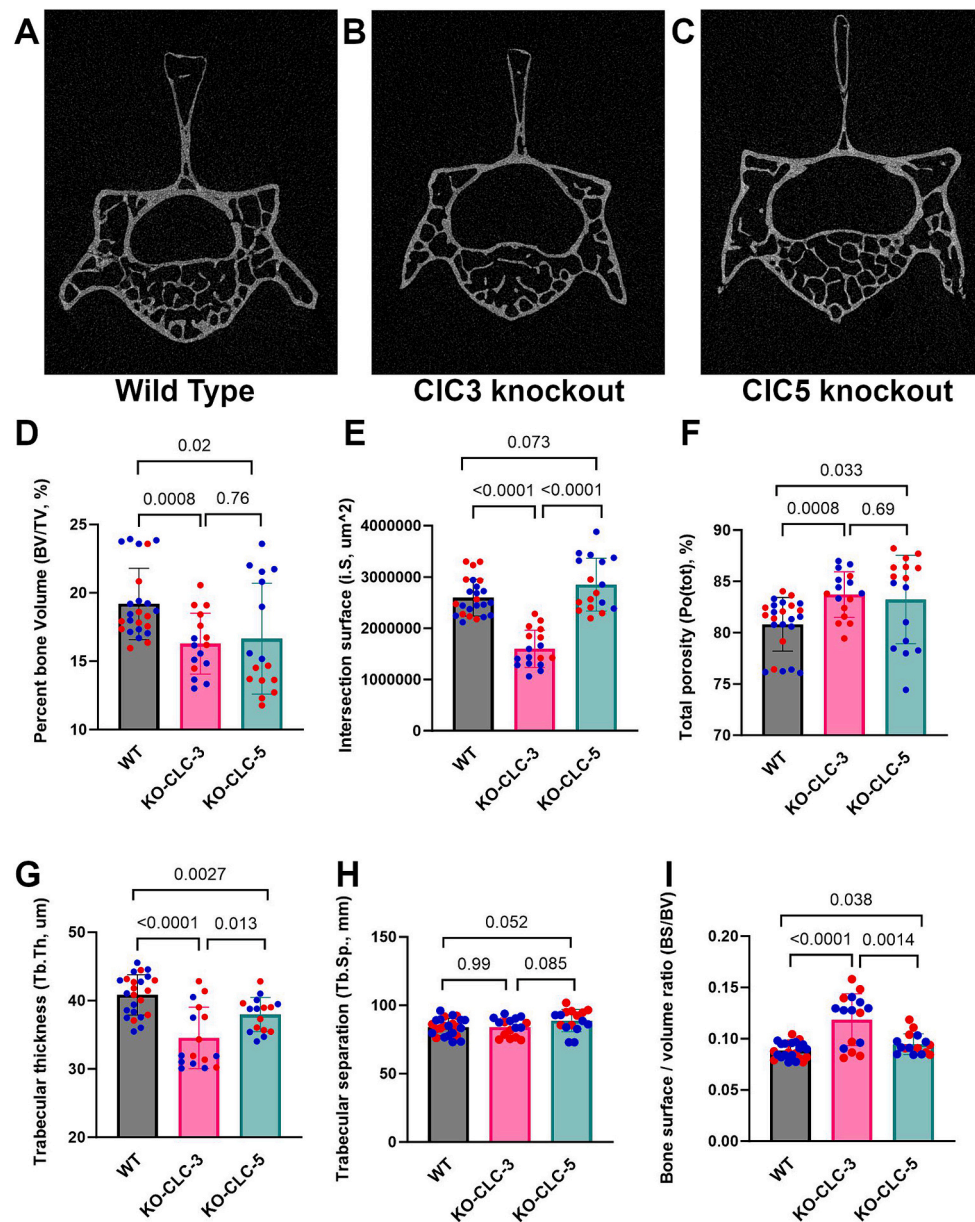 A
B
C
Wild Type
ClC3 knockout
ClC5 knockout
D
0.02
0.0008
0.76
Percent bone Volume (BV/TV, %)
25
20
15
10
WT
KO-CLC-3
KO-CLC-5
E
0.073
<0.0001
<0.0001
Intersection surface (i.S, um^2)
4000000
3000000
2000000
1000000
0
WT
KO-CLC-3
KO-CLC-5
F
0.033
0.0008
0.69
Total porosity (Po(tot), %)
90
85
80
75
70
WT
KO-CLC-3
KO-CLC-5
G
0.0027
<0.0001
0.013
Trabecular thickness (Tb.Th, um)
50
40
30
20
WT
KO-CLC-3
KO-CLC-5
H
0.052
0.99
0.085
Trabecular separation (Tb.Sp., mm)
150
100
50
0
WT
KO-CLC-3
KO-CLC-5
I
0.038
<0.0001
0.0014
Bone surface / volume ratio (BS/BV)
0.20
0.15
0.10
0.05
0.00
WT
KO-CLC-3
KO-CLC-5